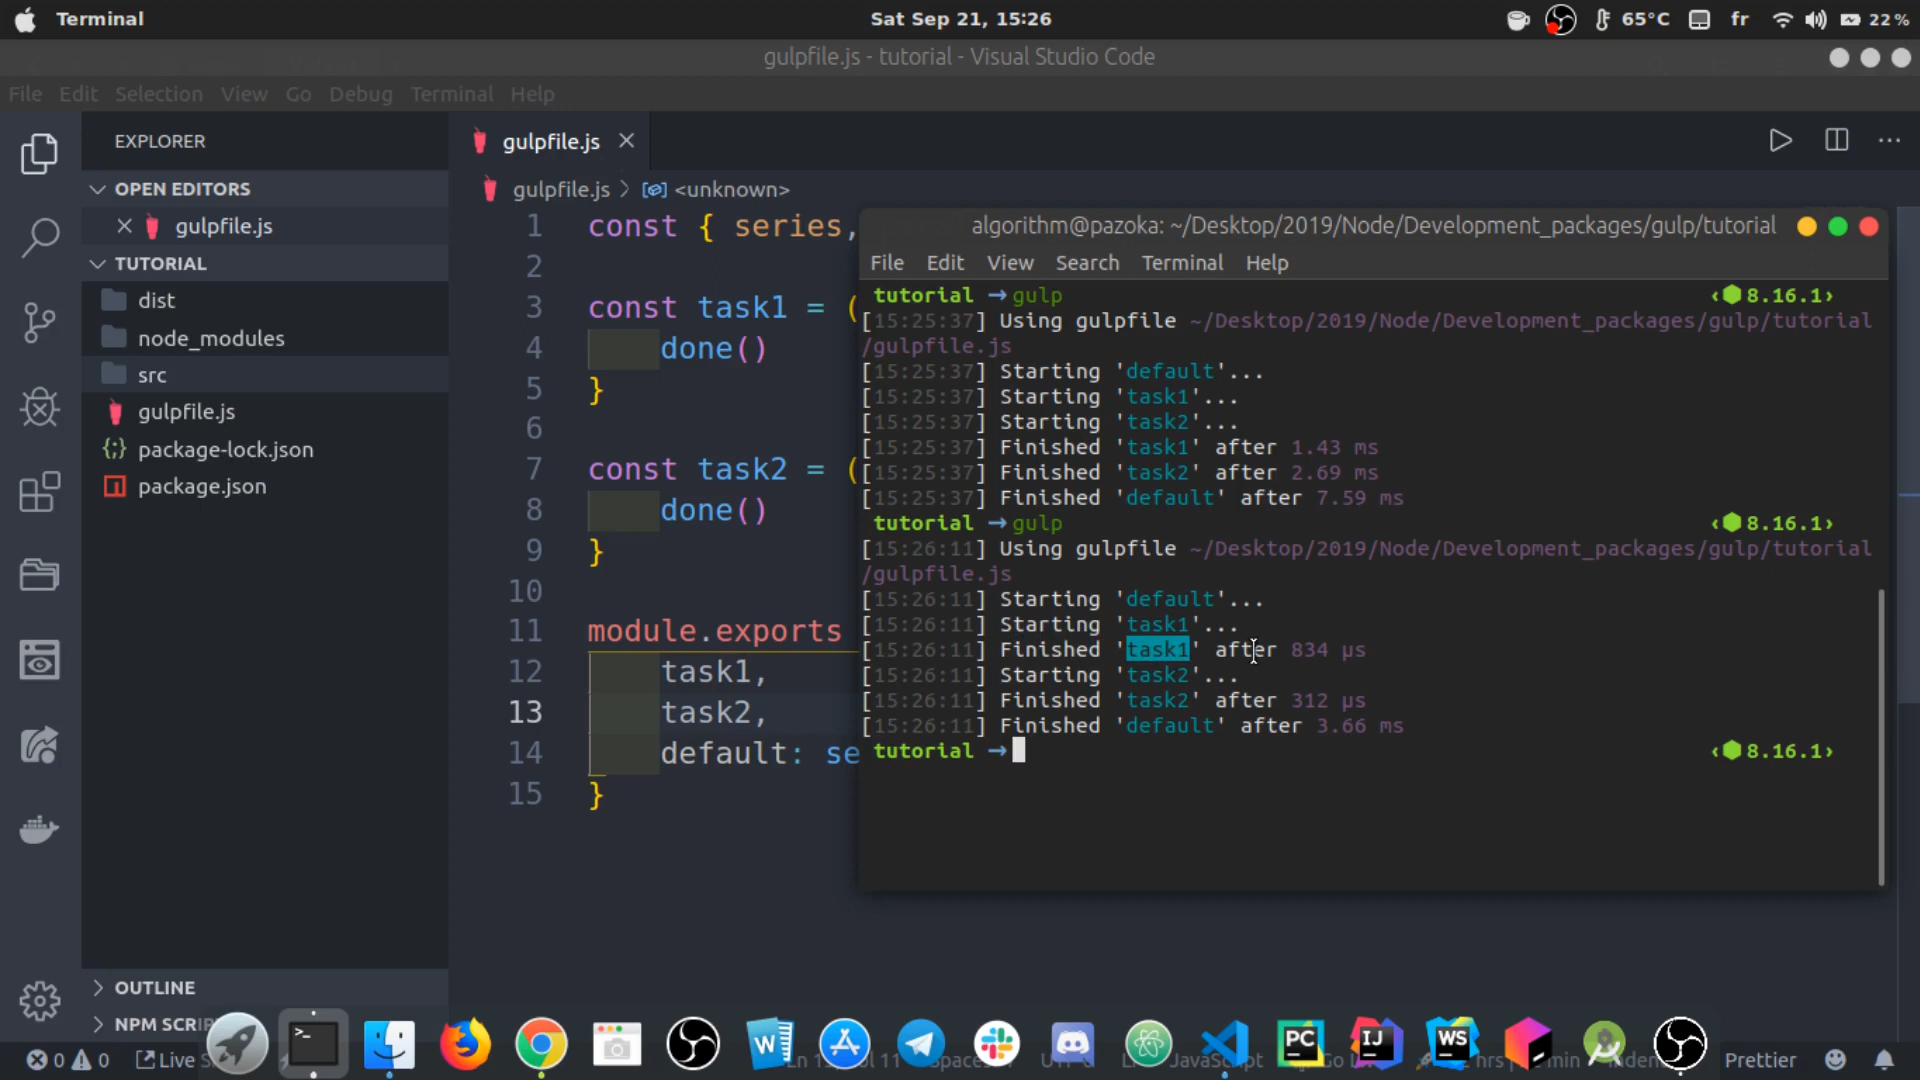 Terminal
Sat Sep 21, 15:26
65°C
fr
22%
gulpfile.js - tutorial - Visual Studio Code
File Edit Selection View Go Debug Terminal Help
EXPLORER
OPEN EDITORS
gulpfile.js
TUTORIAL
dist
node_modules
src
gulpfile.js
package-lock.json
package.json
OUTLINE
NPM SCRIP
gulpfile.js
gulpfile.js > <unknown>
1 const { series,
2
3 const task1 = (
4 done()
5 }
6
7 const task2 = (
8 done()
9 }
10
11 module.exports
12 task1,
13 task2,
14 default: se
15 }
algorithm@pazoka: ~/Desktop/2019/Node/Development_packages/gulp/tutorial
File Edit View Search Terminal Help
tutorial →gulp ‹⬢8.16.1›
[15:25:37] Using gulpfile ~/Desktop/2019/Node/Development_packages/gulp/tutorial
/gulpfile.js
[15:25:37] Starting 'default'...
[15:25:37] Starting 'task1'...
[15:25:37] Starting 'task2'...
[15:25:37] Finished 'task1' after 1.43 ms
[15:25:37] Finished 'task2' after 2.69 ms
[15:25:37] Finished 'default' after 7.59 ms
tutorial →gulp ‹⬢8.16.1›
[15:26:11] Using gulpfile ~/Desktop/2019/Node/Development_packages/gulp/tutorial
/gulpfile.js
[15:26:11] Starting 'default'...
[15:26:11] Starting 'task1'...
[15:26:11] Finished 'task1' after 834 μs
[15:26:11] Starting 'task2'...
[15:26:11] Finished 'task2' after 312 μs
[15:26:11] Finished 'default' after 3.66 ms
tutorial → ‹⬢8.16.1›
>_
W
PC
IJ
WS
0 0 Live
JavaScript
Prettier